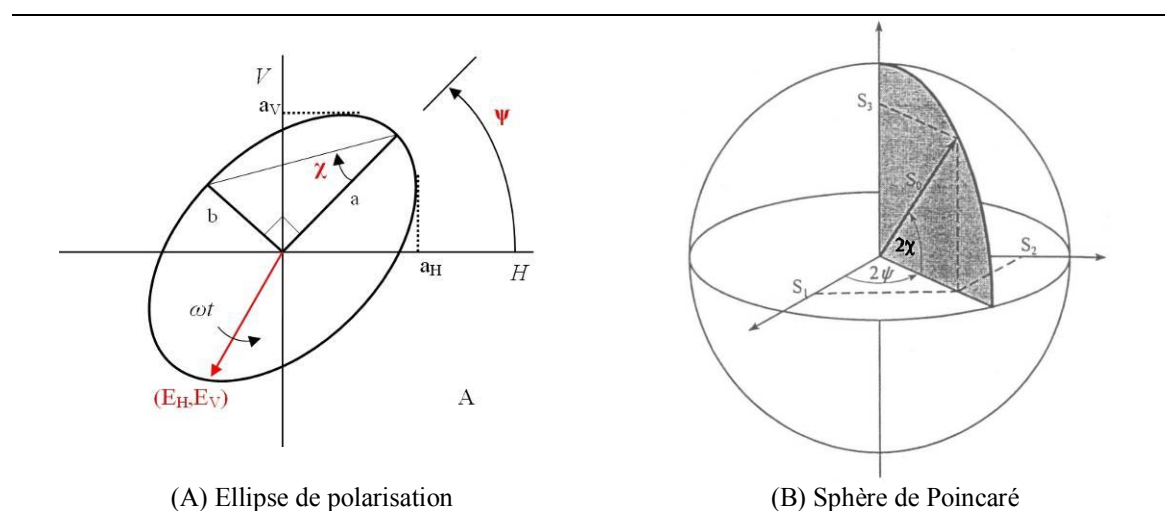 V
a_V
ψ
χ
a
b
a_H
H
ωt
(E_H,E_V)
A
S_3
S_0
2χ
S_2
2ψ
S_1
(A) Ellipse de polarisation
(B) Sphère de Poincaré